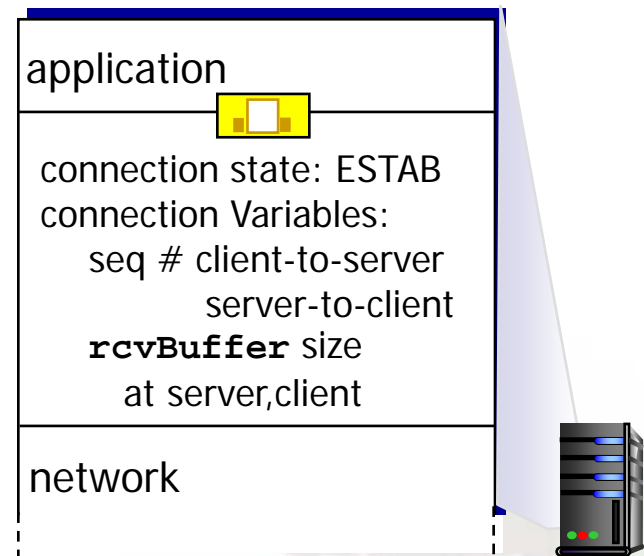 application
connection state: ESTAB
connection Variables:
seq # client-to-server
server-to-client
rcvBuffer size
at server,client
network